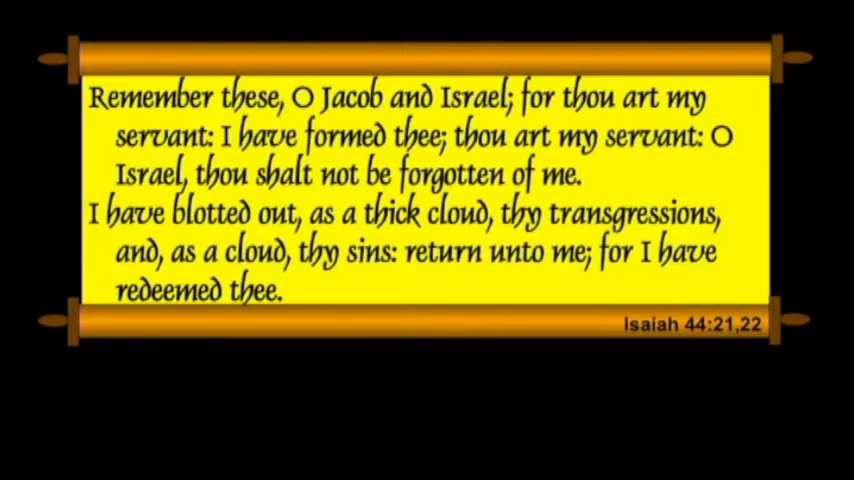 Remember these, O Jacob and Israel; for thou art my
servant: I have formed thee; thou art my servant: O
Israel, thou shalt not be forgotten of me.
I have blotted out, as a thick cloud, thy transgressions,
and, as a cloud, thy sins: return unto me; for I have
redeemed thee.
Isaiah 44:21,22